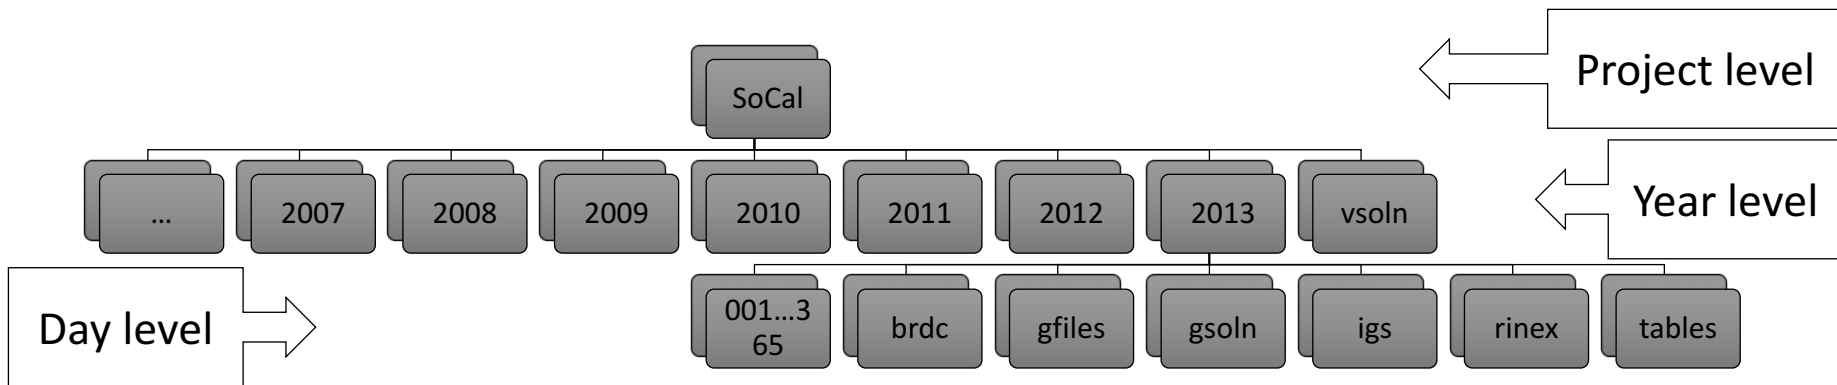 Project level
SoCal
Year level
...
2007
2008
2009
2010
2011
2012
2013
vsoln
Day level
001...3
65
brdc
gfiles
gsoln
igs
rinex
tables